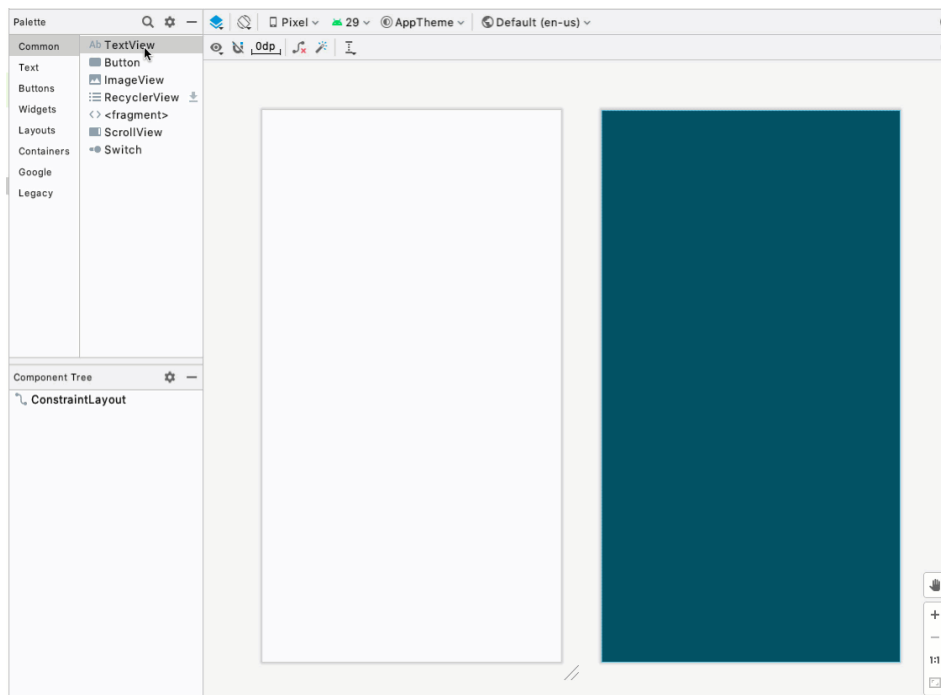 Palette
Pixel
29
AppTheme
Default (en-us)
0dp
Common
Text
Buttons
Widgets
Layouts
Containers
Google
Legacy
Ab TextView
Button
ImageView
RecyclerView
<fragment>
ScrollView
Switch
Component Tree
ConstraintLayout
1:1